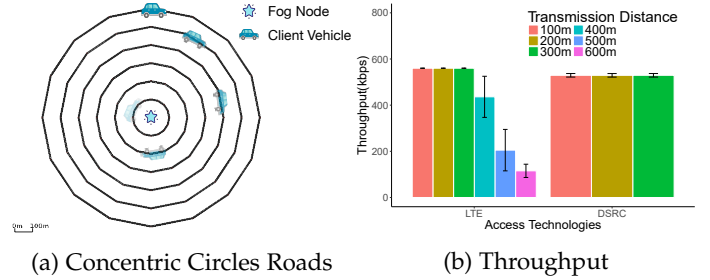 Fog Node
Client Vehicle
0m 100m
(a) Concentric Circles Roads
Transmission Distance
100m 400m
200m 500m
300m 600m
Throughput(kbps)
800
600
400
200
0
LTE DSRC
Access Technologies
(b) Throughput